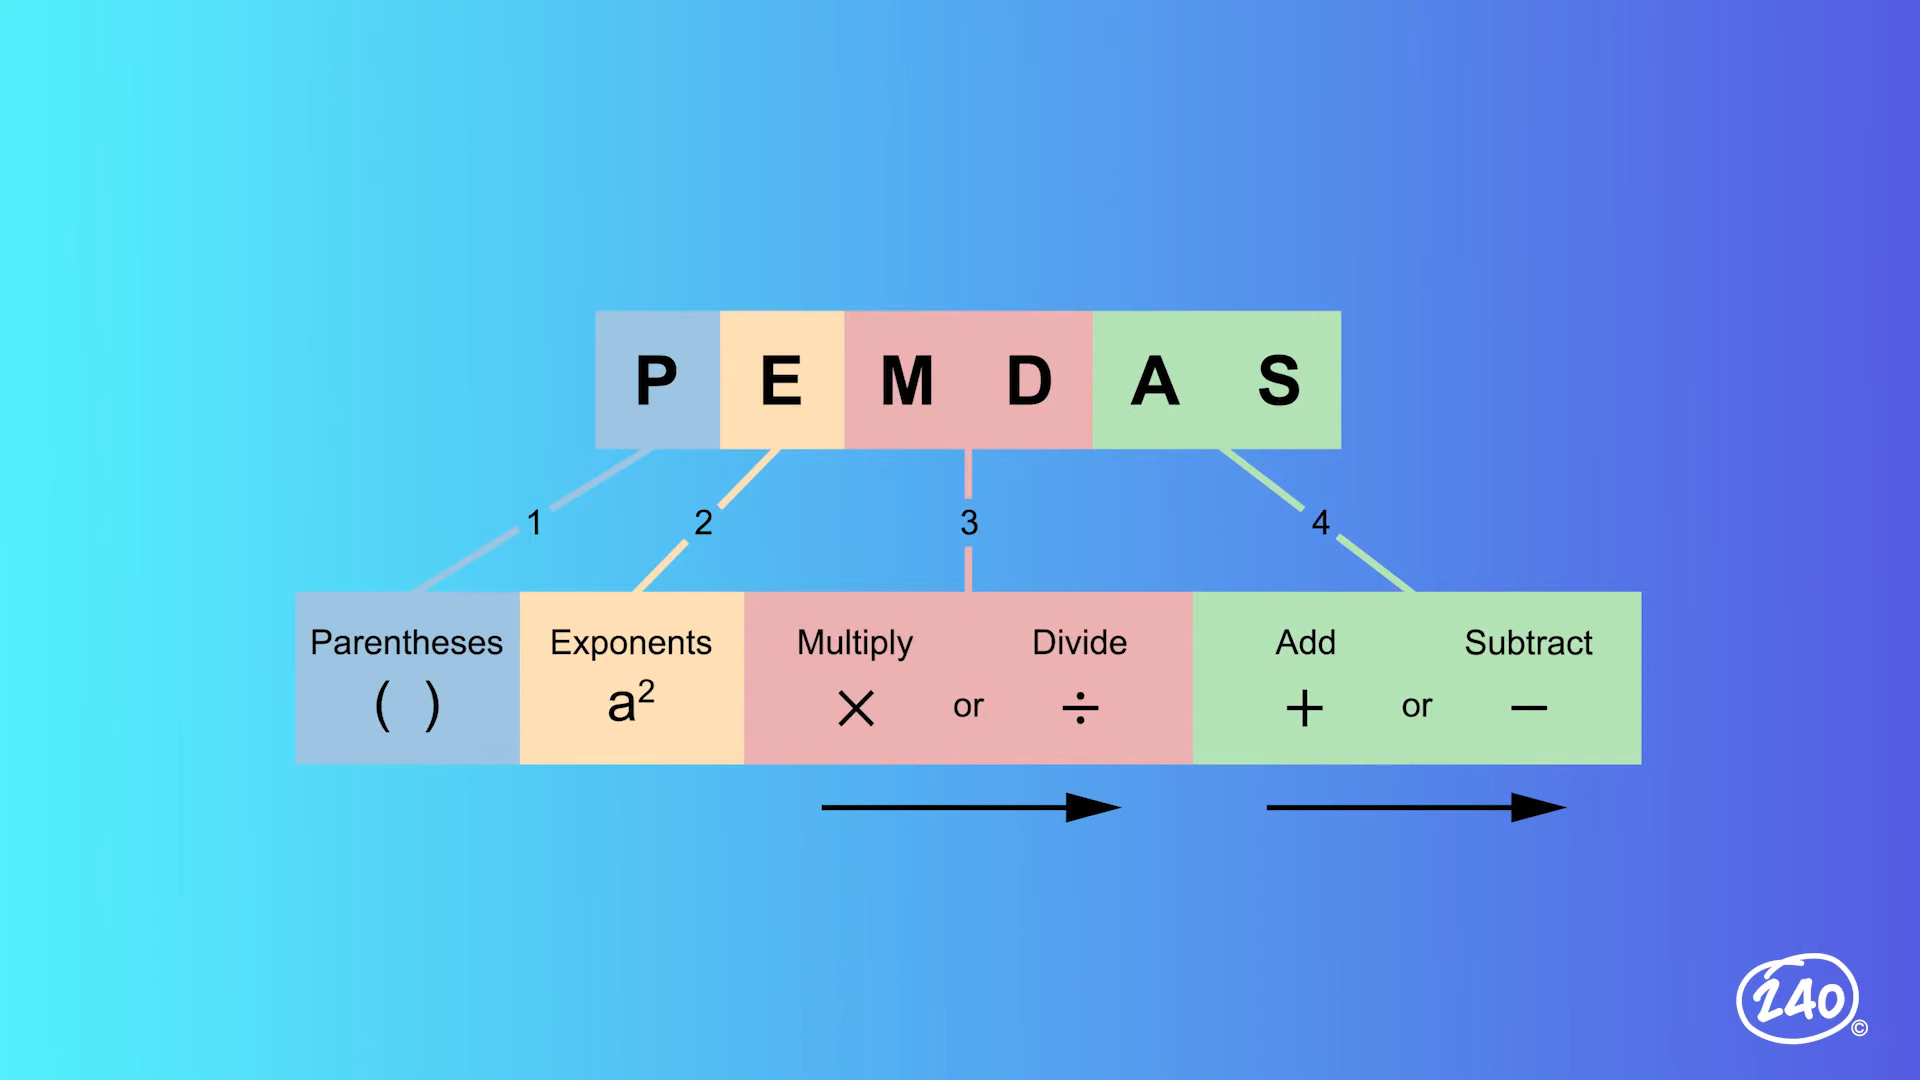 P E M D A S
1 2 3 4
Parentheses Exponents Multiply Divide Add Subtract
( ) a² × or ÷ + or −
240 ©